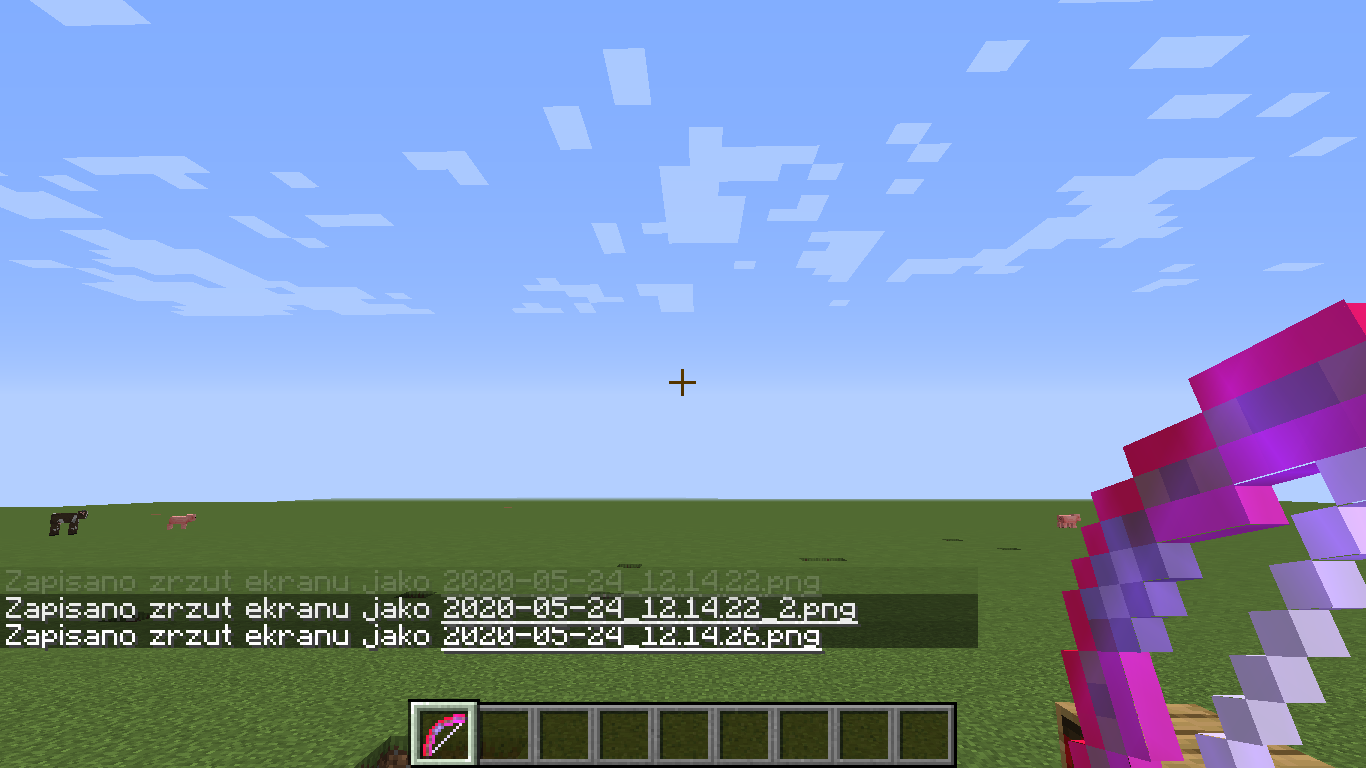 Zapisano zrzut ekranu jako 2020-05-24_12.14.22.png
Zapisano zrzut ekranu jako 2020-05-24_12.14.22_2.png
Zapisano zrzut ekranu jako 2020-05-24_12.14.26.png